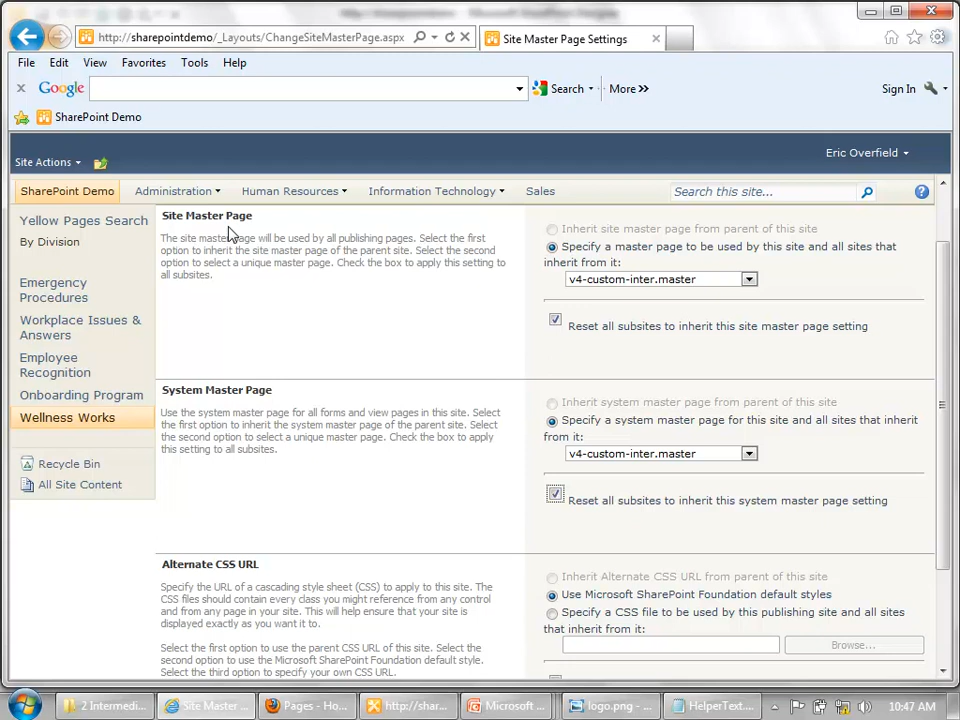 http://sharepointdemo/_Layouts/ChangeSiteMasterPage.aspx
Site Master Page Settings
File Edit View Favorites Tools Help
Google Search More »
Sign In
SharePoint Demo
Site Actions
Eric Overfield
SharePoint Demo Administration Human Resources Information Technology Sales
Search this site...
Yellow Pages Search
By Division
Emergency
Procedures
Workplace Issues &
Answers
Employee
Recognition
Onboarding Program
Wellness Works
Recycle Bin
All Site Content
Site Master Page
The site master page will be used by all publishing pages. Select the first
option to inherit the site master page of the parent site. Select the second
option to select a unique master page. Check the box to apply this setting to
all subsites.
Inherit site master page from parent of this site
Specify a master page to be used by this site and all sites that
inherit from it:
v4-custom-inter.master
Reset all subsites to inherit this site master page setting
System Master Page
Use the system master page for all forms and view pages in this site. Select
the first option to inherit the system master page of the parent site. Select
the second option to select a unique master page. Check the box to apply
this setting to all subsites.
Inherit system master page from parent of this site
Specify a system master page for this site and all sites that inherit
from it:
v4-custom-inter.master
Reset all subsites to inherit this system master page setting
Alternate CSS URL
Specify the URL of a cascading style sheet (CSS) to apply to this site. The
CSS files should contain every class you might reference from any control
and from any page in your site. This will help ensure that your site is
displayed exactly as you want it to.
Select the first option to use the parent CSS URL of this site. Select the
second option to use the Microsoft SharePoint Foundation default style.
Select the third option to specify your own CSS URL.
Inherit Alternate CSS URL from parent of this site
Use Microsoft SharePoint Foundation default styles
Specify a CSS file to be used by this publishing site and all sites
that inherit from it:
Browse...
2 Intermedi... Site Master ... Pages - Ho... http://shar... Microsoft ... logo.png - ... HelperText... 10:47 AM